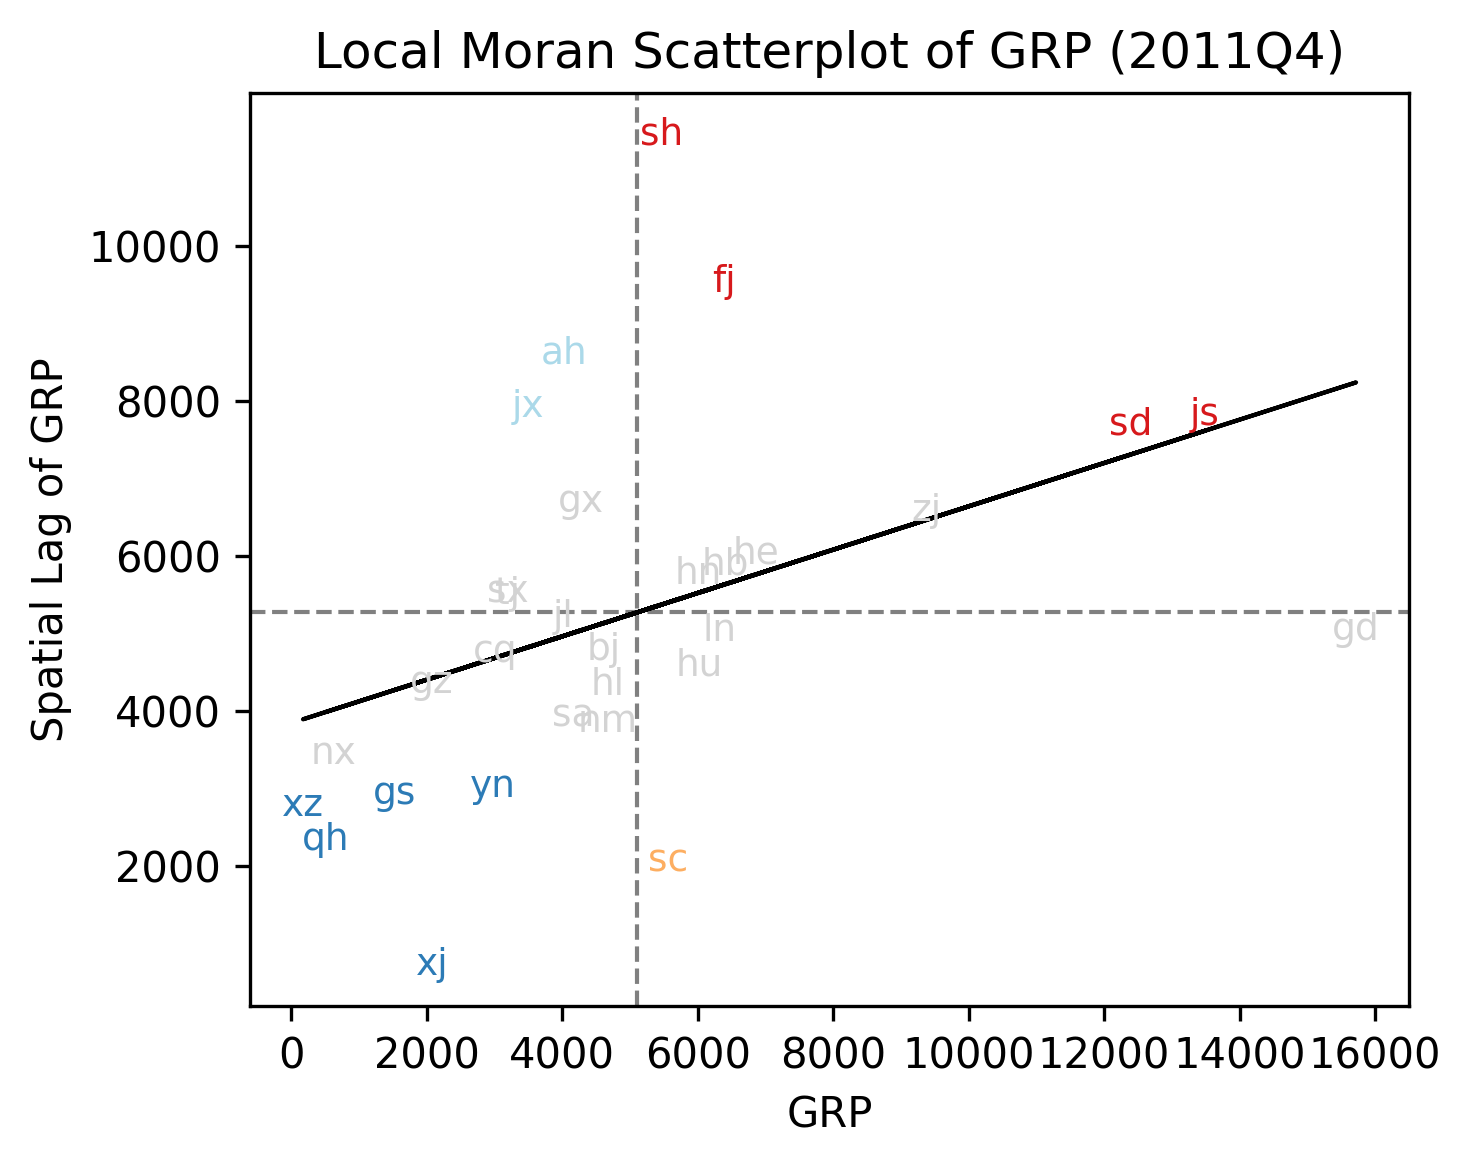 Local Moran Scatterplot of GRP (2011Q4)
sh
fj
10000
ah
8000
jx
js
sd
gx
zj
6000
he
hb
hn
sx
tj
jl
ln
gd
cq
bj
hu
gz
hl
4000
sa
nm
nx
yn
gs
xz
qh
2000
sc
xj
Spatial Lag of GRP
0 2000 4000 6000 8000 10000 12000 14000 16000
GRP